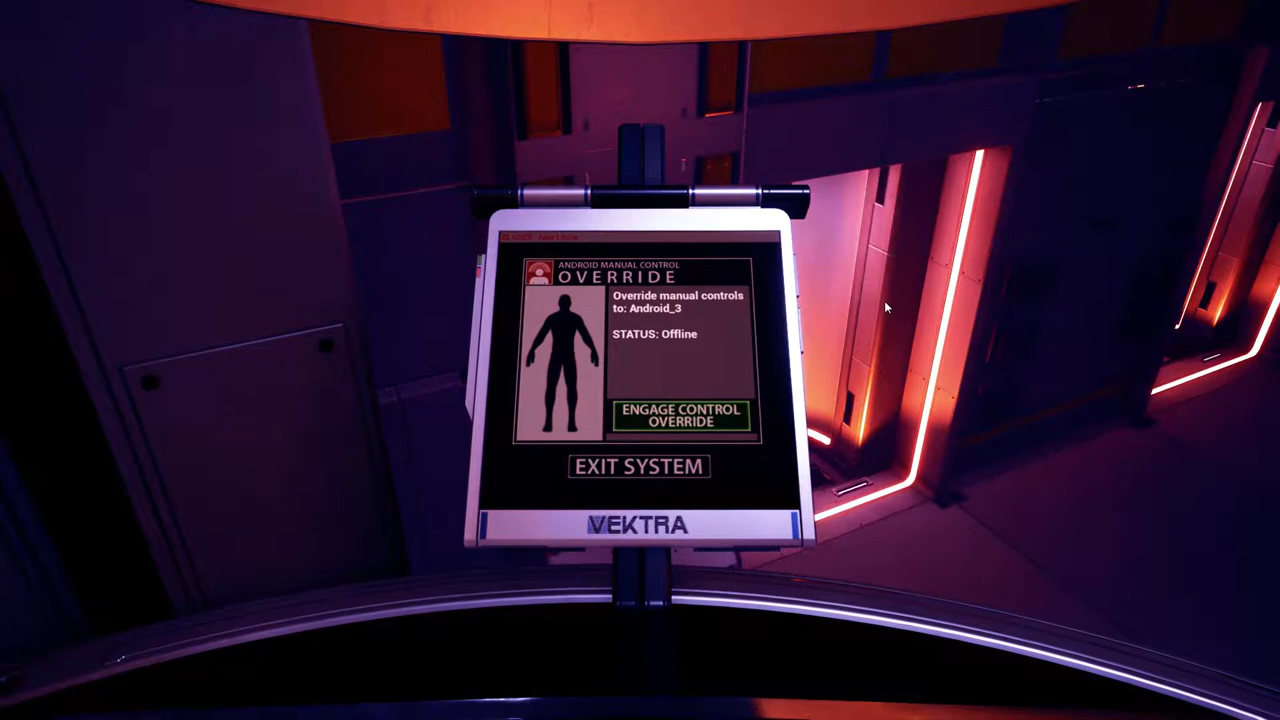 ANDROID MANUAL CONTROL
OVERRIDE
Override manual controls
to: Android_3
STATUS: Offline
ENGAGE CONTROL
OVERRIDE
EXIT SYSTEM
VEKTRA